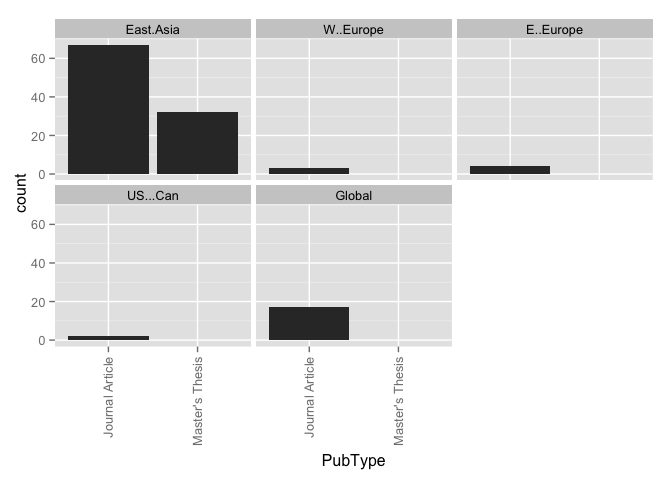 East.Asia
W..Europe
E..Europe
60
40
20
0
US...Can
Global
60
40
20
0
count
Journal Article
Master's Thesis
Journal Article
Master's Thesis
PubType